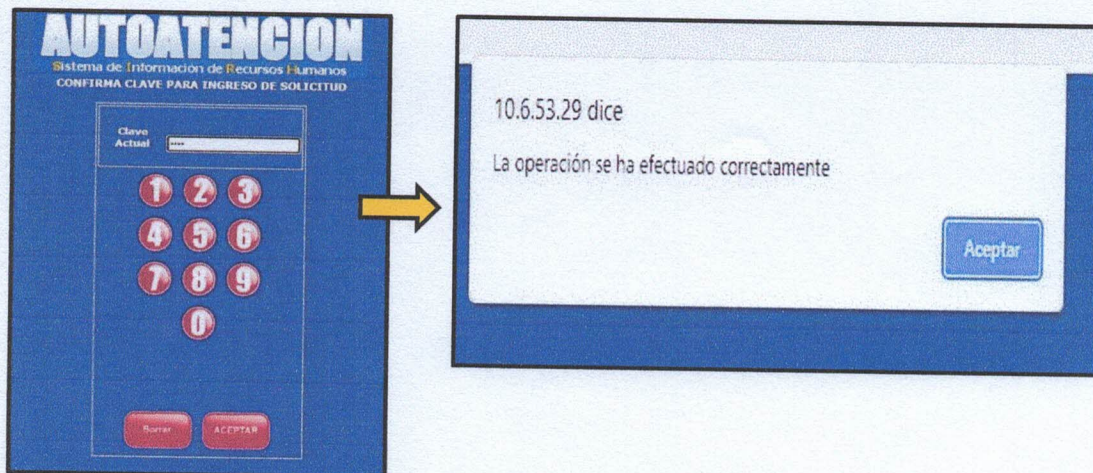 AUTOATENCION
Sistema de Información de Recursos Humanos
CONFIRMA CLAVE PARA INGRESO DE SOLICITUD
Clave
Actual ••••
1 2 3
4 5 6
7 8 9
0
Borrar ACEPTAR
10.6.53.29 dice
La operación se ha efectuado correctamente
Aceptar